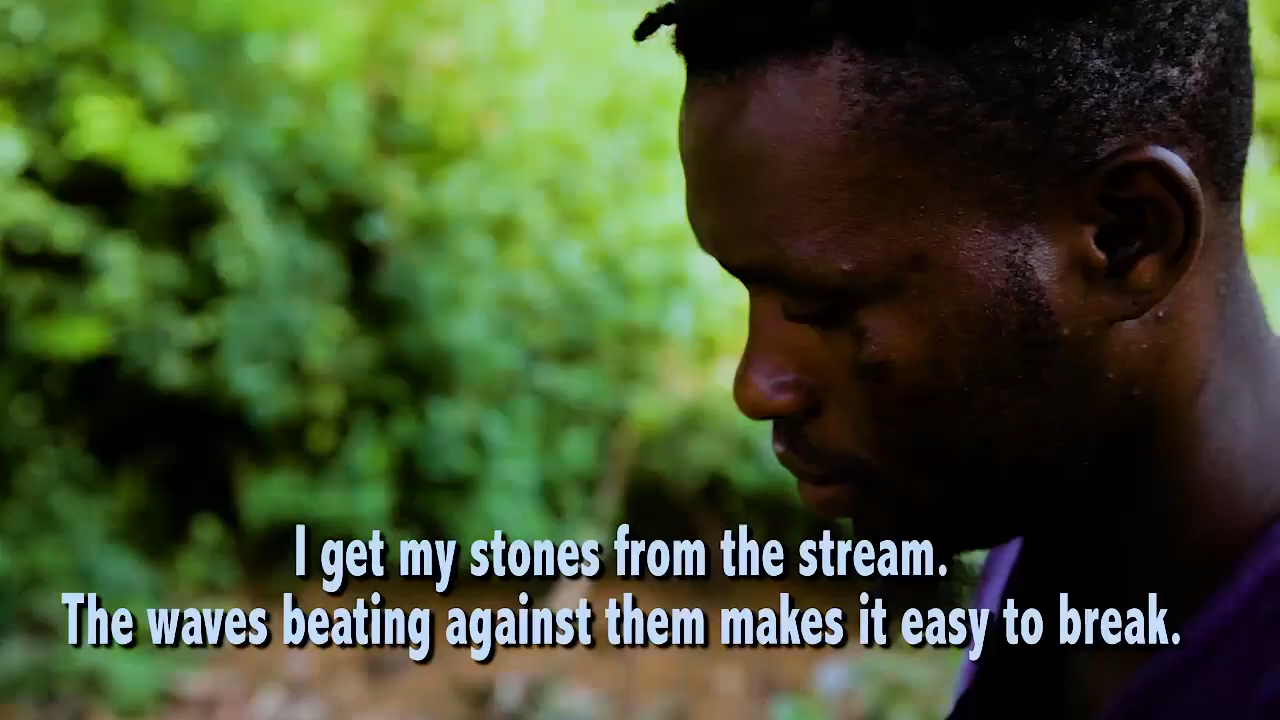 I get my stones from the stream.
The waves beating against them makes it easy to break.